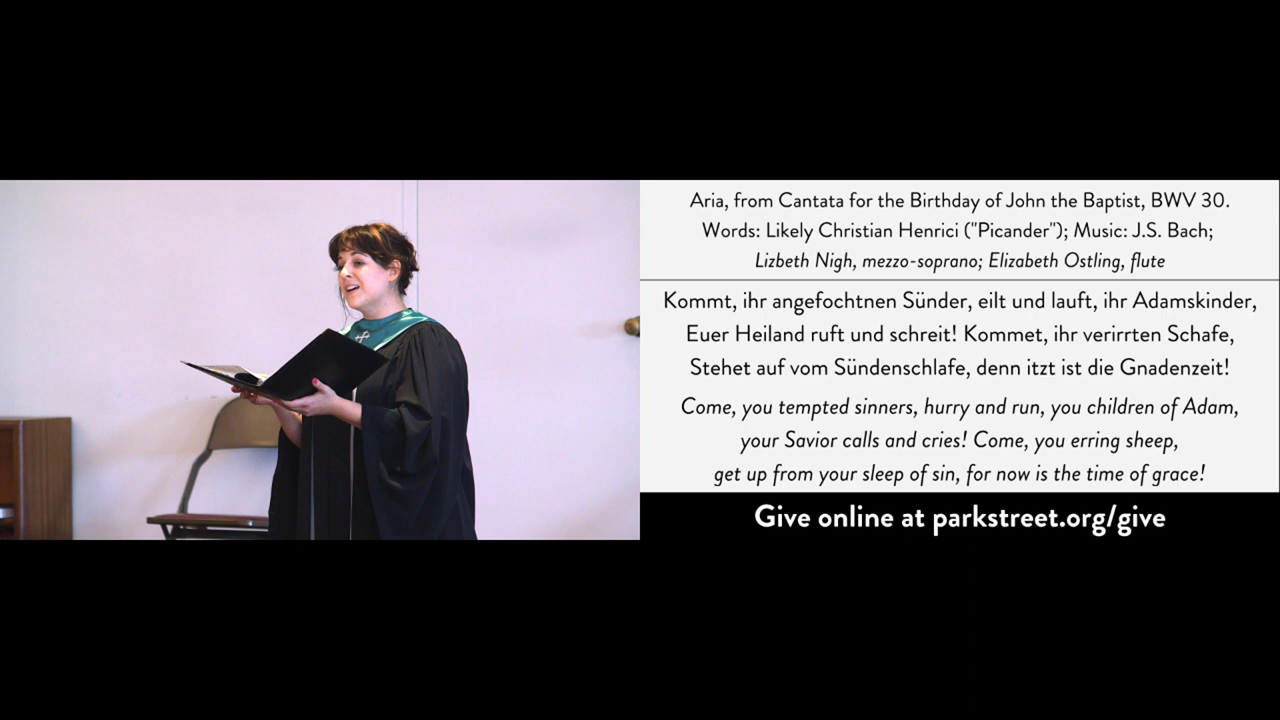 Aria, from Cantata for the Birthday of John the Baptist, BWV 30.
Words: Likely Christian Henrici ("Picander"); Music: J.S. Bach;
Lizbeth Nigh, mezzo-soprano; Elizabeth Ostling, flute
Kommt, ihr angefochtnen Sünder, eilt und lauft, ihr Adamskinder,
Euer Heiland ruft und schreit! Kommet, ihr verirrten Schafe,
Stehet auf vom Sündenschlafe, denn itzt ist die Gnadenzeit!
Come, you tempted sinners, hurry and run, you children of Adam,
your Savior calls and cries! Come, you erring sheep,
get up from your sleep of sin, for now is the time of grace!
Give online at parkstreet.org/give